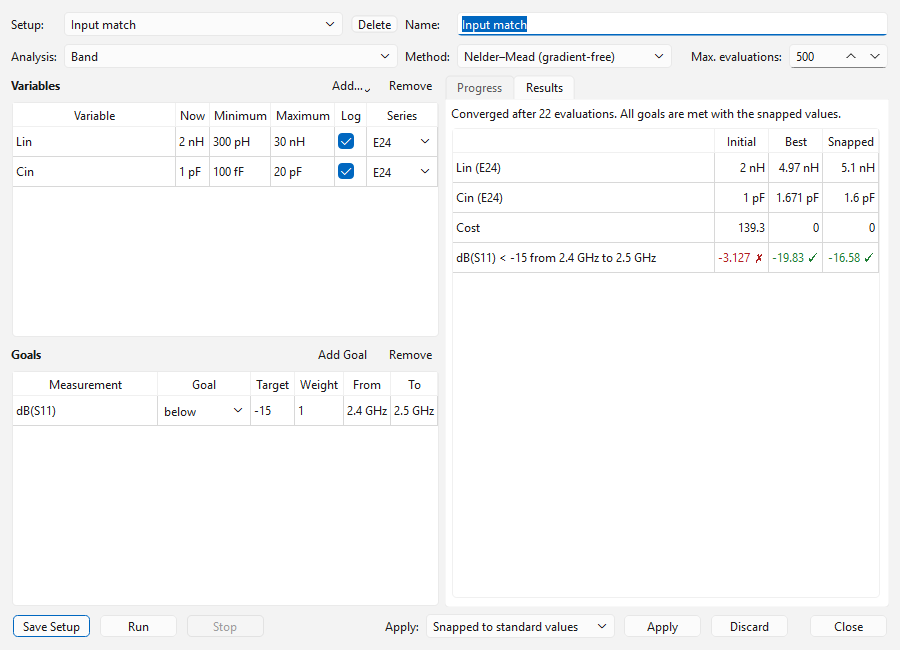 Setup: Input match Delete Name: Input match
Analysis: Band Method: Nelder–Mead (gradient-free) Max. evaluations: 500
Variables Add... Remove
Variable Now Minimum Maximum Log Series
Lin 2 nH 300 pH 30 nH E24
Cin 1 pF 100 fF 20 pF E24
Goals Add Goal Remove
Measurement Goal Target Weight From To
dB(S11) below -15 1 2.4 GHz 2.5 GHz
Progress Results
Converged after 22 evaluations. All goals are met with the snapped values.
Initial Best Snapped
Lin (E24) 2 nH 4.97 nH 5.1 nH
Cin (E24) 1 pF 1.671 pF 1.6 pF
Cost 139.3 0 0
dB(S11) < -15 from 2.4 GHz to 2.5 GHz -3.127 ✗ -19.83 ✓ -16.58 ✓
Save Setup Run Stop Apply: Snapped to standard values Apply Discard Close